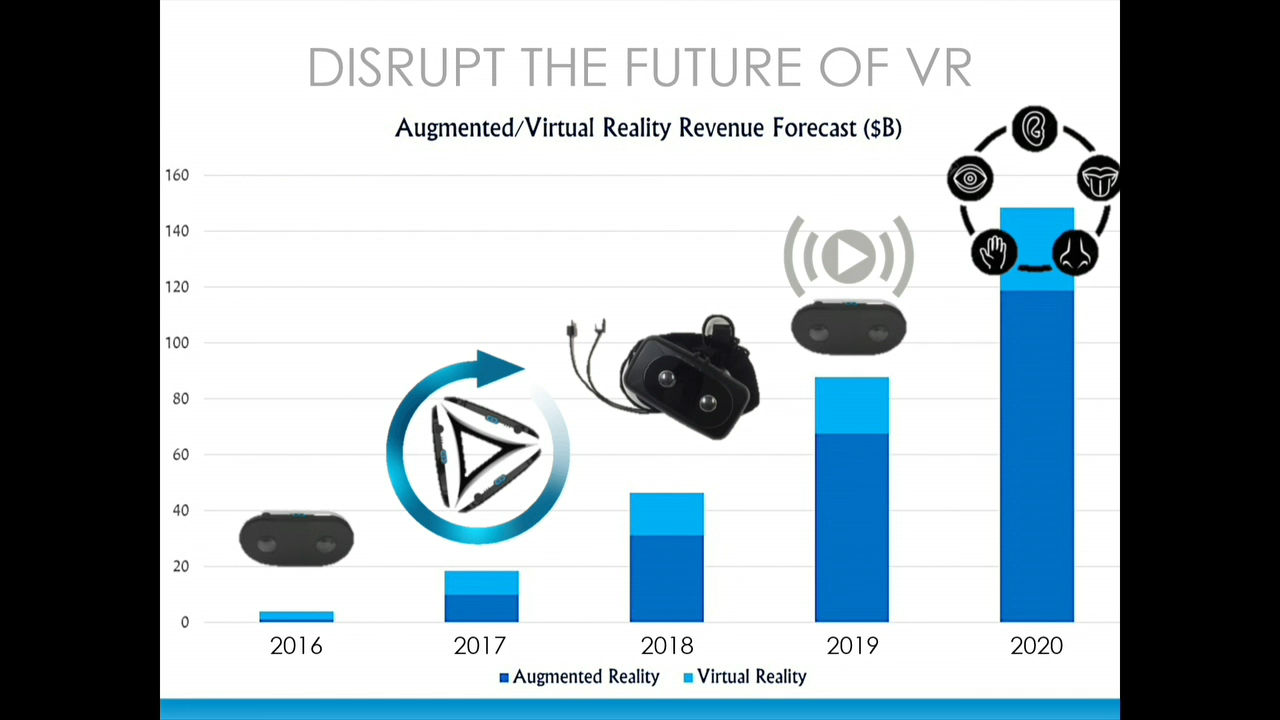 DISRUPT THE FUTURE OF VR
Augmented/Virtual Reality Revenue Forecast ($B)
160
140
120
100
80
60
40
20
0
2016 2017 2018 2019 2020
Augmented Reality Virtual Reality